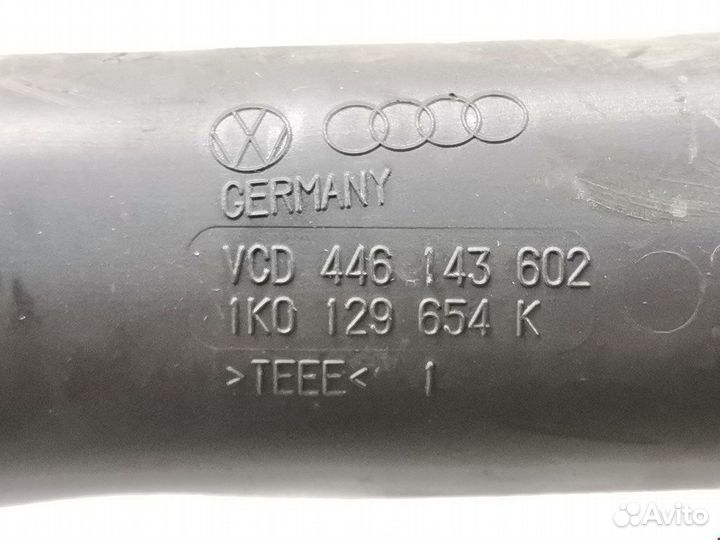 GERMANY
VCD 446 143 602
1K0 129 654 K
>TEEE< 1
Avito